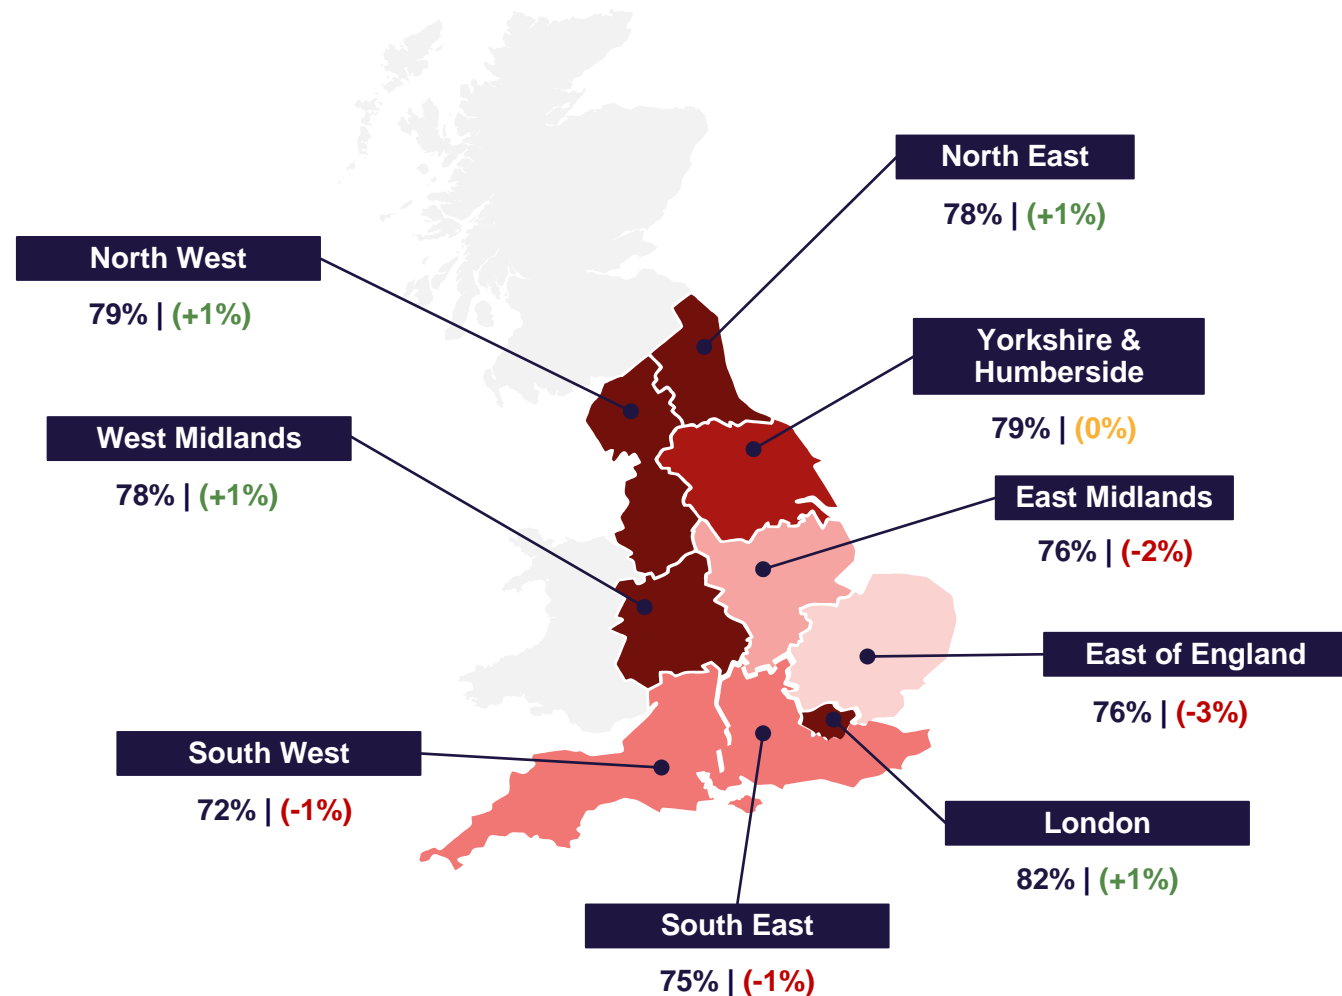 North East
78% | (+1%)
North West
79% | (+1%)
Yorkshire &
Humberside
79% | (0%)
West Midlands
78% | (+1%)
East Midlands
76% | (-2%)
East of England
76% | (-3%)
South West
72% | (-1%)
London
82% | (+1%)
South East
75% | (-1%)